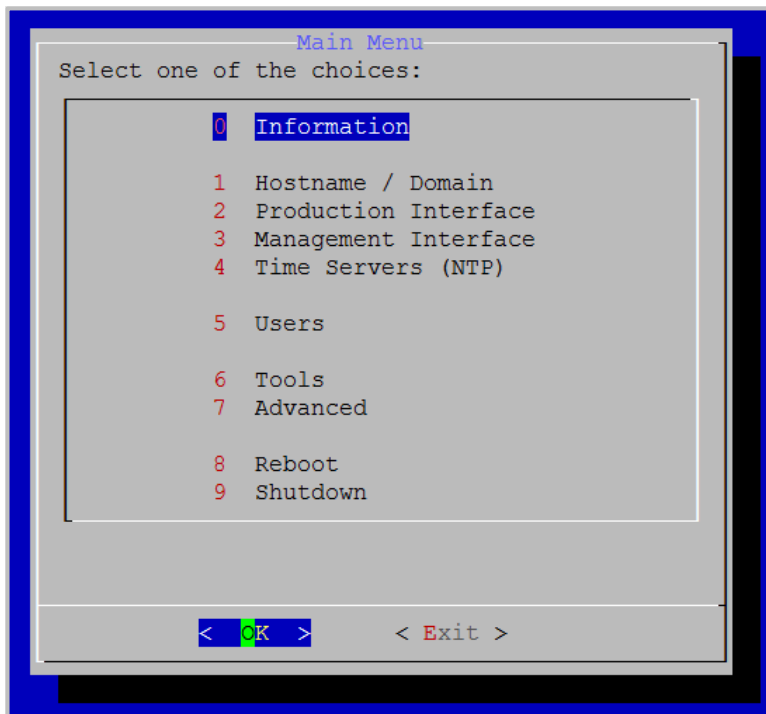 Main Menu
Select one of the choices:
0 Information
1 Hostname / Domain
2 Production Interface
3 Management Interface
4 Time Servers (NTP)
5 Users
6 Tools
7 Advanced
8 Reboot
9 Shutdown
< OK > < Exit >